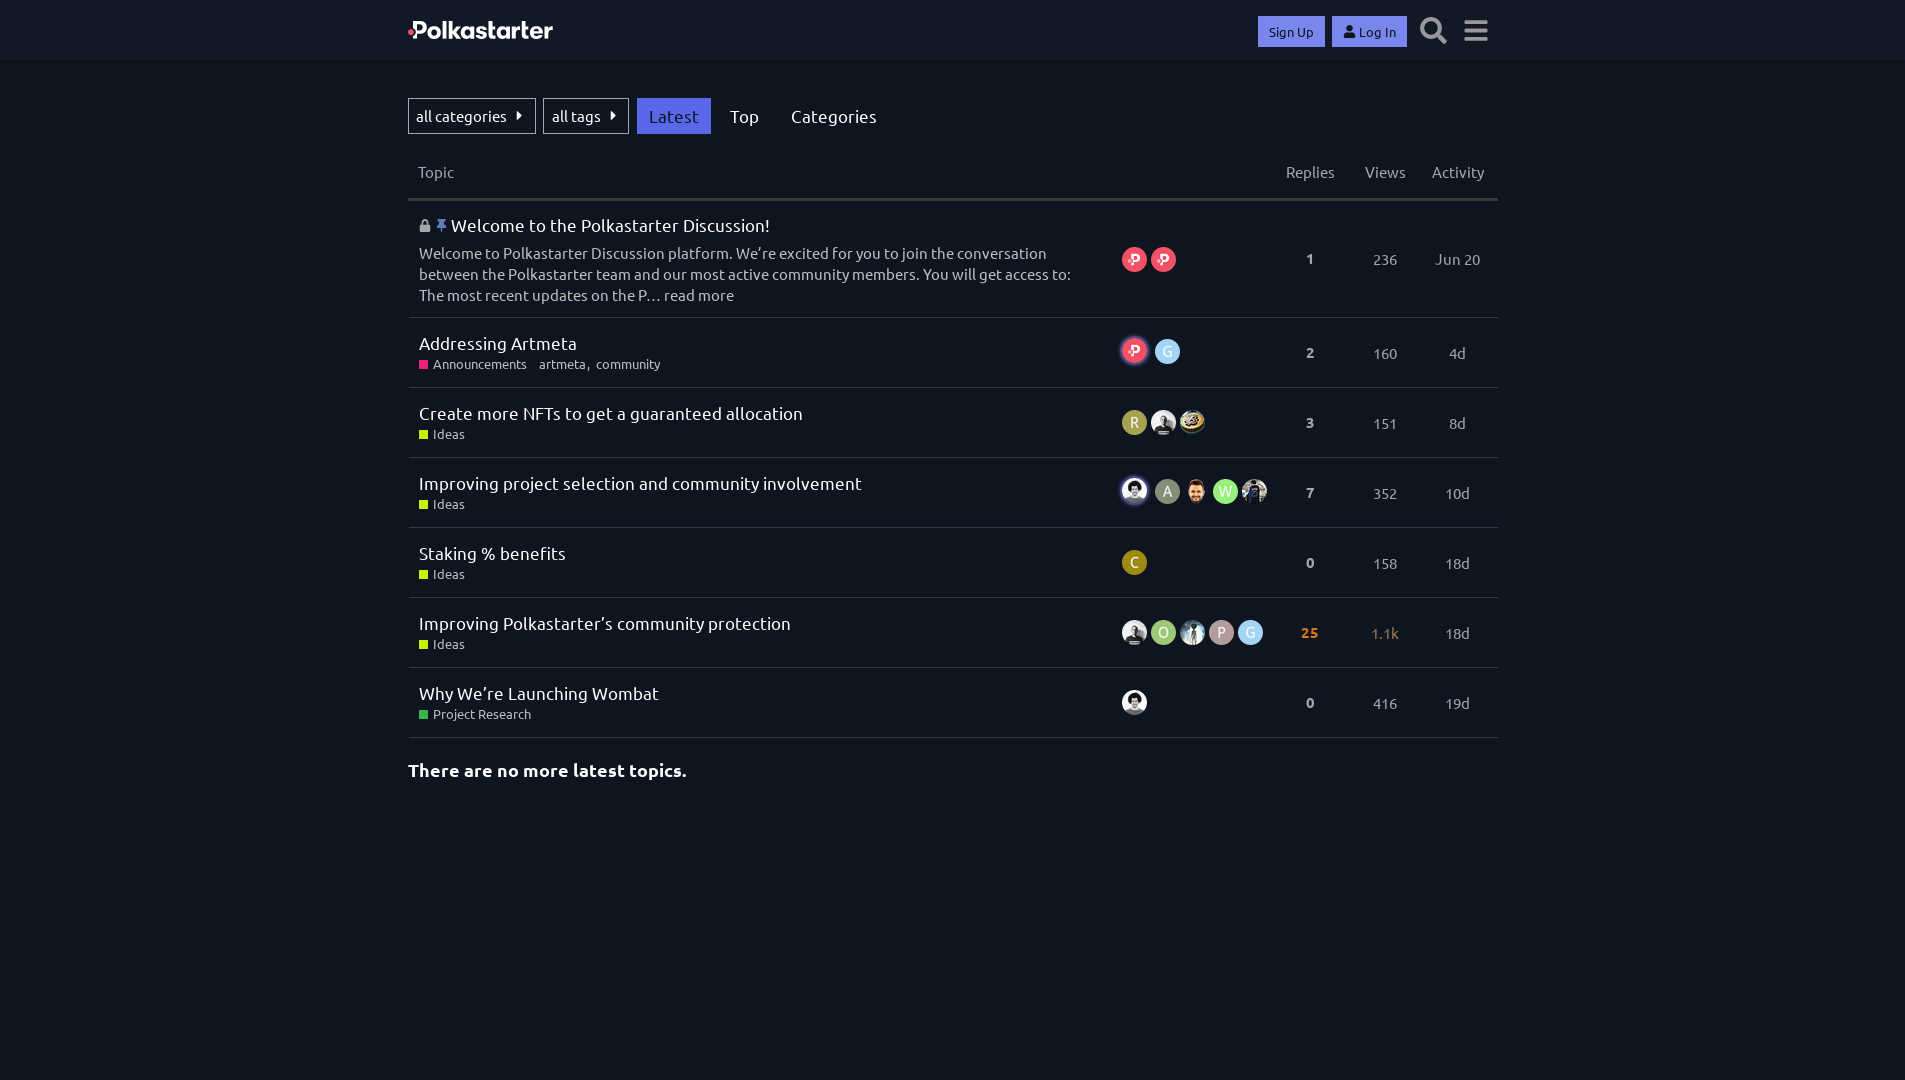 Polkastarter
Sign Up
Log In
all categories
all tags
Latest
Top
Categories
Topic
Replies
Views
Activity
Welcome to the Polkastarter Discussion!
Welcome to Polkastarter Discussion platform. We’re excited for you to join the conversation
between the Polkastarter team and our most active community members. You will get access to:
The most recent updates on the P… read more
P
P
1
236
Jun 20
Addressing Artmeta
Announcements
artmeta, community
P
G
2
160
4d
Create more NFTs to get a guaranteed allocation
Ideas
R
3
151
8d
Improving project selection and community involvement
Ideas
A
W
7
352
10d
Staking % benefits
Ideas
C
0
158
18d
Improving Polkastarter’s community protection
Ideas
O
P
G
25
1.1k
18d
Why We’re Launching Wombat
Project Research
0
416
19d
There are no more latest topics.